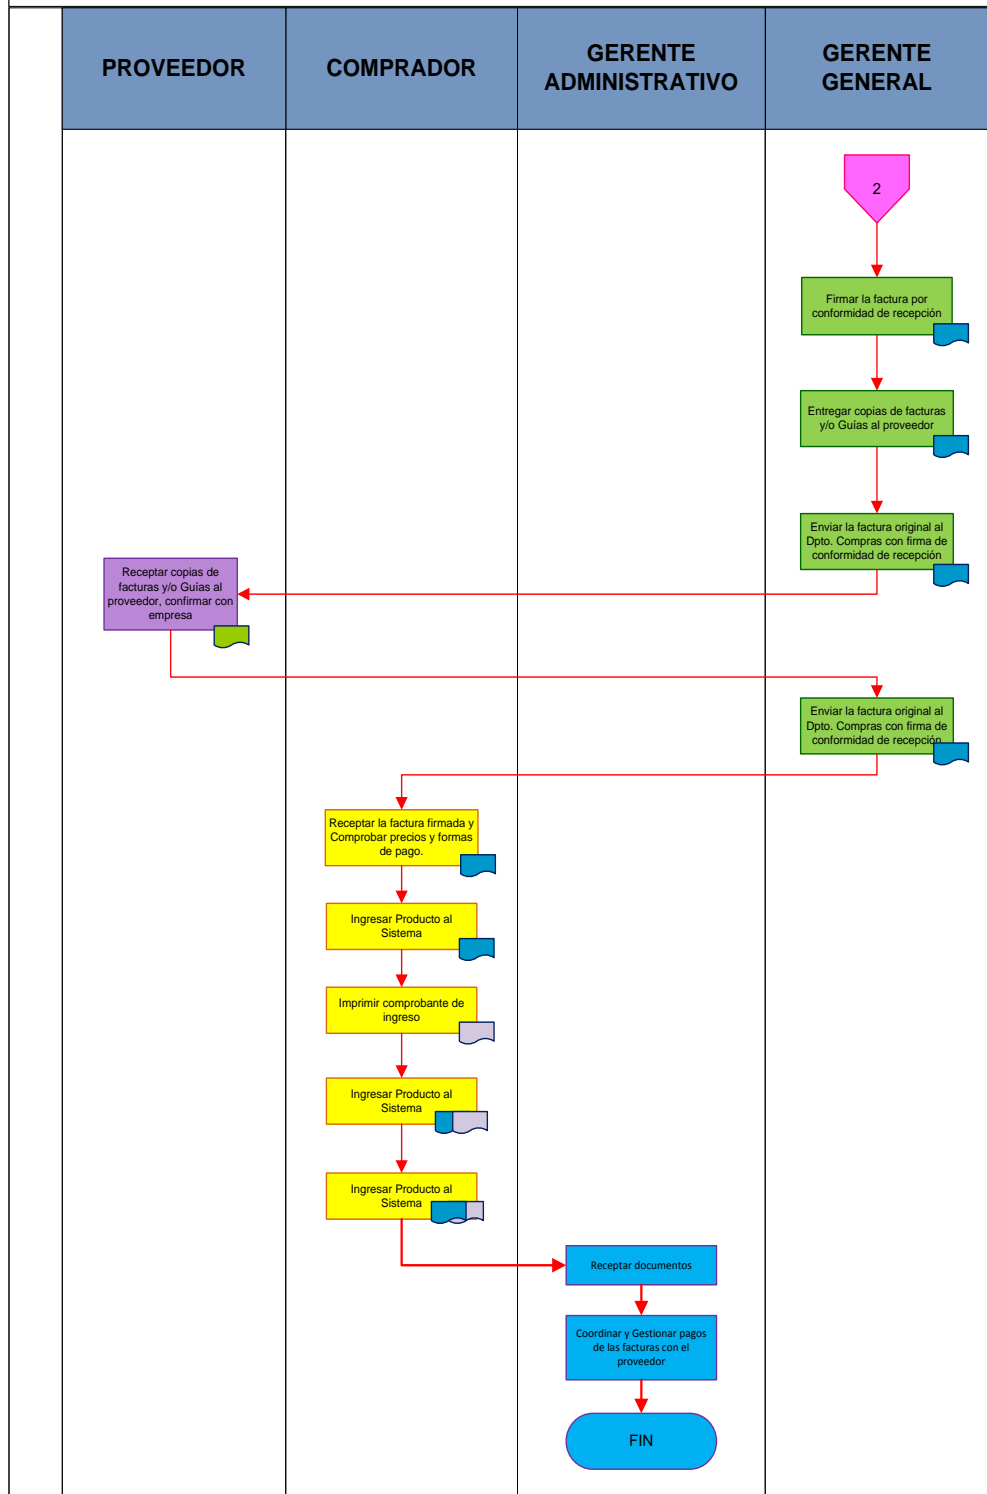 PROVEEDOR
COMPRADOR
GERENTE
ADMINISTRATIVO
GERENTE
GENERAL
2
Firmar la factura por
conformidad de recepción
Entregar copias de facturas
y/o Guías al proveedor
Enviar la factura original al
Dpto. Compras con firma de
conformidad de recepción
Receptar copias de
facturas y/o Guías al
proveedor, confirmar con
empresa
Enviar la factura original al
Dpto. Compras con firma de
conformidad de recepción
Receptar la factura firmada y
Comprobar precios y formas
de pago.
Ingresar Producto al
Sistema
Imprimir comprobante de
ingreso
Ingresar Producto al
Sistema
Ingresar Producto al
Sistema
Receptar documentos
Coordinar y Gestionar pagos
de las facturas con el
proveedor
FIN